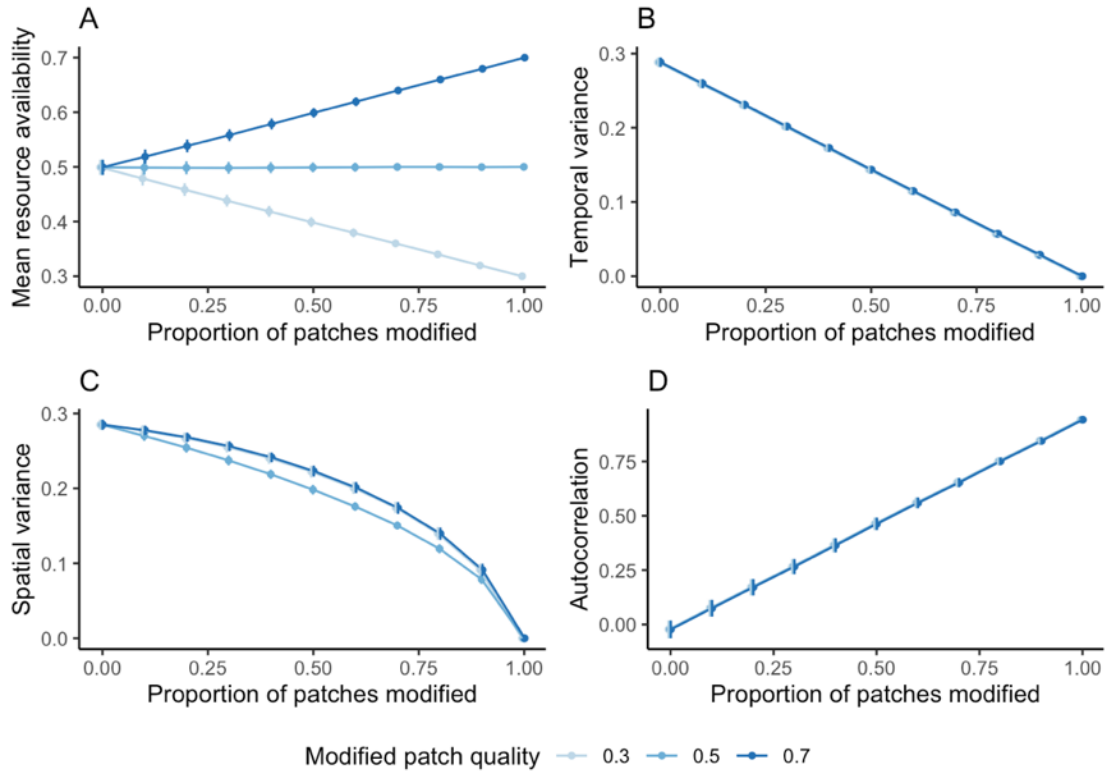 A
Mean resource availability
0.7
0.6
0.5
0.4
0.3
0.00 0.25 0.50 0.75 1.00
Proportion of patches modified
B
Temporal variance
0.3
0.2
0.1
0.0
0.00 0.25 0.50 0.75 1.00
Proportion of patches modified
C
Spatial variance
0.3
0.2
0.1
0.0
0.00 0.25 0.50 0.75 1.00
Proportion of patches modified
D
Autocorrelation
0.75
0.50
0.25
0.00
0.00 0.25 0.50 0.75 1.00
Proportion of patches modified
Modified patch quality 0.3 0.5 0.7